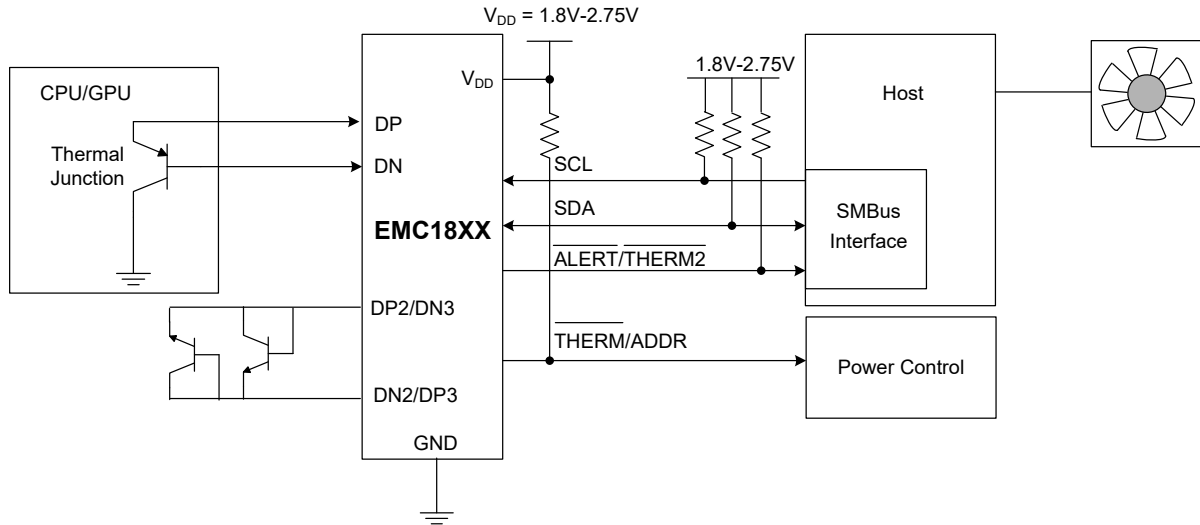 V_DD = 1.8V-2.75V
V_DD
1.8V-2.75V
CPU/GPU
Host
DP
Thermal
Junction
DN
SCL
SDA
SMBus
Interface
EMC18XX
ALERT/THERM2
DP2/DN3
THERM/ADDR
Power Control
DN2/DP3
GND